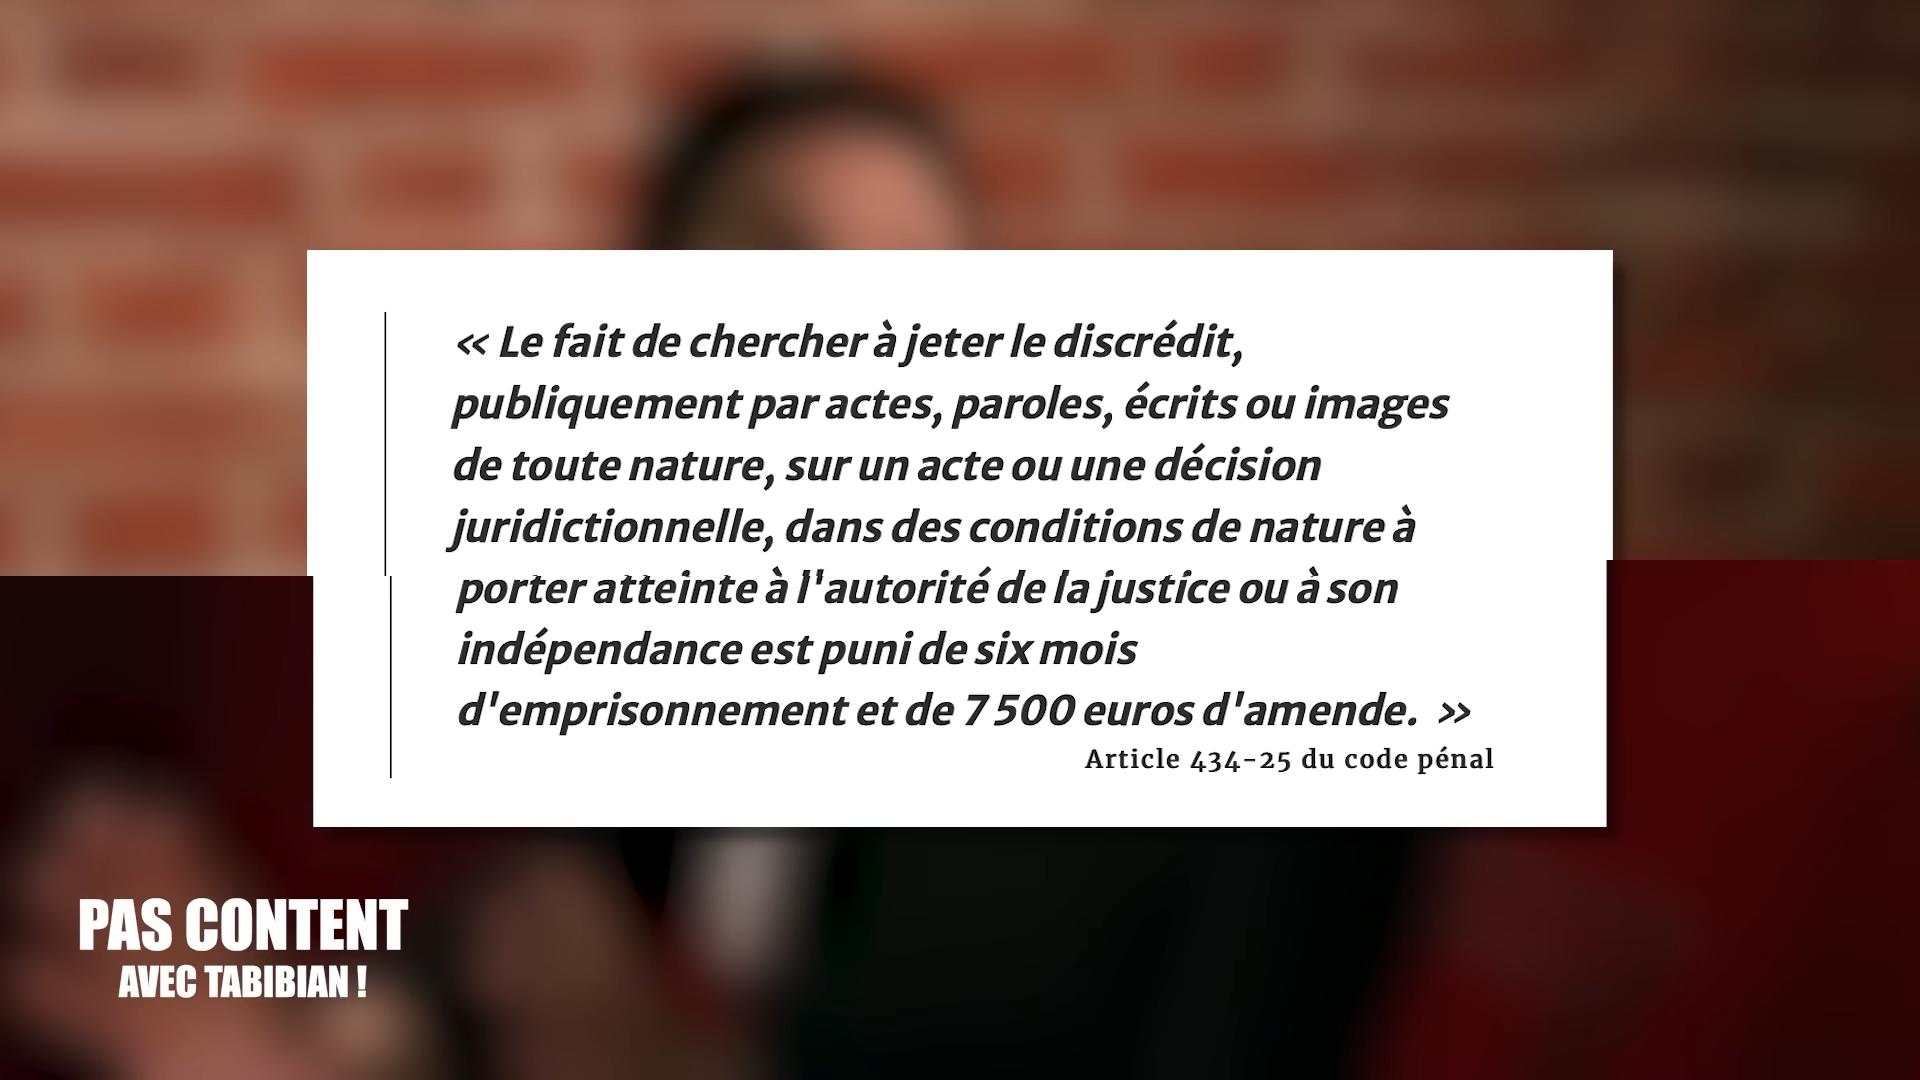 « Le fait de chercher à jeter le discrédit,
publiquement par actes, paroles, écrits ou images
de toute nature, sur un acte ou une décision
juridictionnelle, dans des conditions de nature à
porter atteinte à l'autorité de la justice ou à son
indépendance est puni de six mois
d'emprisonnement et de 7 500 euros d'amende. »
Article 434-25 du code pénal
PAS CONTENT
AVEC TABIBIAN !